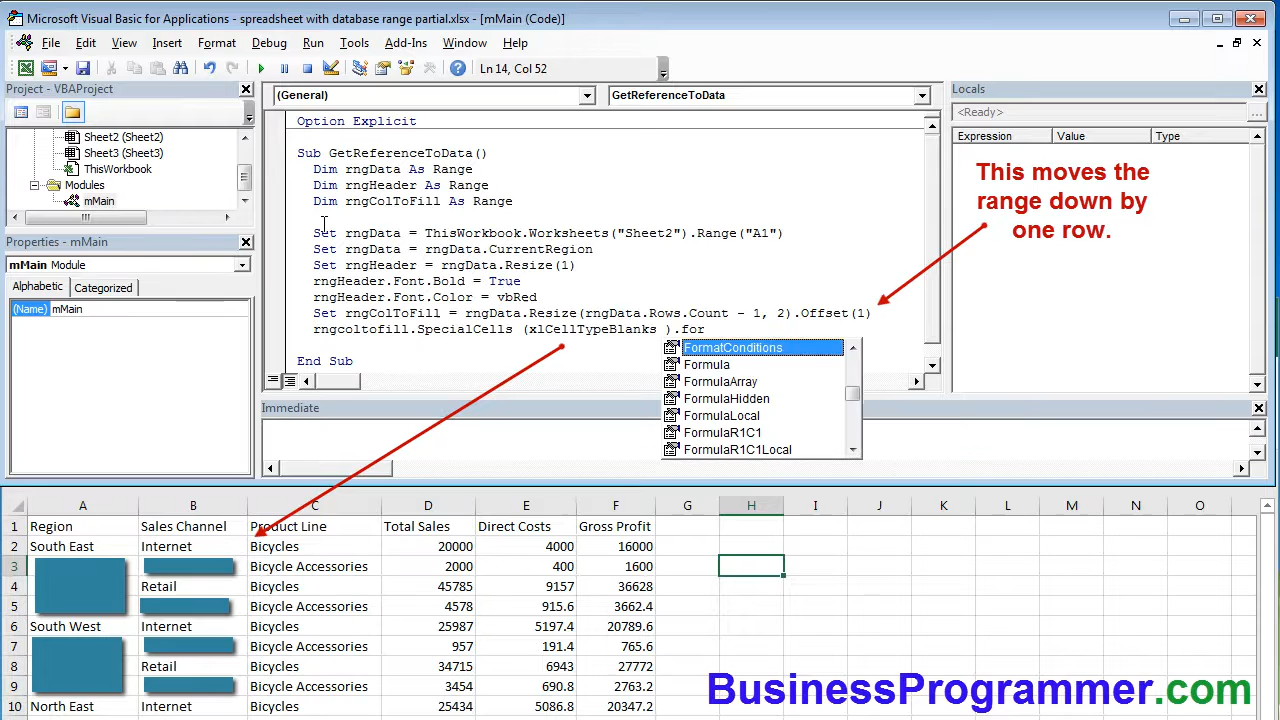 Microsoft Visual Basic for Applications - spreadsheet with database range partial.xlsx - [mMain (Code)]
File Edit View Insert Format Debug Run Tools Add-Ins Window Help
Ln 14, Col 52
Project - VBAProject
Sheet2 (Sheet2)
Sheet3 (Sheet3)
ThisWorkbook
Modules
mMain
Properties - mMain
mMain Module
Alphabetic Categorized
(Name) mMain
(General) GetReferenceToData
Option Explicit
Sub GetReferenceToData()
Dim rngData As Range
Dim rngHeader As Range
Dim rngColToFill As Range
Set rngData = ThisWorkbook.Worksheets("Sheet2").Range("A1")
Set rngData = rngData.CurrentRegion
Set rngHeader = rngData.Resize(1)
rngHeader.Font.Bold = True
rngHeader.Font.Color = vbRed
Set rngColToFill = rngData.Resize(rngData.Rows.Count - 1, 2).Offset(1)
rngcoltofill.SpecialCells (xlCellTypeBlanks ).for
End Sub
FormatConditions
Formula
FormulaArray
FormulaHidden
FormulaLocal
FormulaR1C1
FormulaR1C1Local
Immediate
Locals
<Ready>
Expression Value Type
This moves the
range down by
one row.
A B C D E F G H I J K L M N O
1 Region Sales Channel Product Line Total Sales Direct Costs Gross Profit
2 South East Internet Bicycles 20000 4000 16000
3 Bicycle Accessories 2000 400 1600
4 Retail Bicycles 45785 9157 36628
5 Bicycle Accessories 4578 915.6 3662.4
6 South West Internet Bicycles 25987 5197.4 20789.6
7 Bicycle Accessories 957 191.4 765.6
8 Retail Bicycles 34715 6943 27772
9 Bicycle Accessories 3454 690.8 2763.2
10 North East Internet Bicycles 25434 5086.8 20347.2
BusinessProgrammer.com